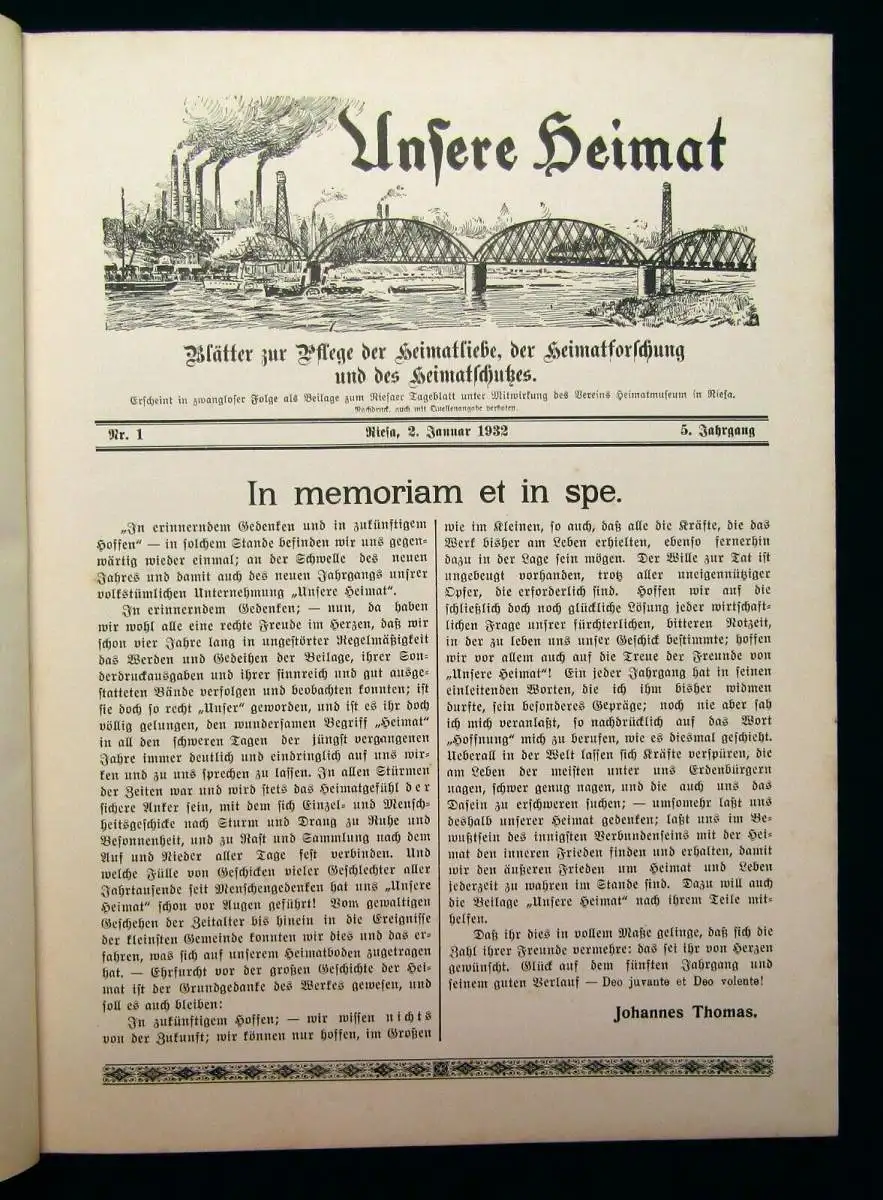 Unsere Heimat
Blätter zur Pflege der Heimatliebe, der Heimatforschung
und des Heimatschutzes.
Erscheint in zwangloser Folge als Beilage zum Riesaer Tageblatt unter Mitwirkung des Vereins Heimatmuseum in Riesa.
Nachdruck, auch mit Quellenangabe verboten.
Nr. 1 Riesa, 2. Januar 1932 5. Jahrgang
In memoriam et in spe.
„In erinnerndem Gedenken und in zukünftigem
Hoffen“ — in solchem Stande befinden wir uns gegen-
wärtig wieder einmal; an der Schwelle des neuen
Jahres und damit auch des neuen Jahrgangs unsrer
volkstümlichen Unternehmung „Unsere Heimat“.
In erinnerndem Gedenken; — nun, da haben
wir wohl alle eine rechte Freude im Herzen, daß wir
schon vier Jahre lang in ungestörter Regelmäßigkeit
das Werden und Gedeihen der Beilage, ihrer Son-
derdruckausgaben und ihrer sinnreich und gut ausge-
statteten Bände verfolgen und beobachten konnten; ist
sie doch so recht „Unser“ geworden, und ist es ihr doch
völlig gelungen, den wundersamen Begriff „Heimat“
in all den schweren Tagen der jüngst vergangenen
Jahre immer deutlich und eindringlich auf uns wir-
ken und zu uns sprechen zu lassen. In allen Stürmen
der Zeiten war und wird stets das Heimatgefühl der
sichere Anker sein, mit dem sich Einzel- und Mensch-
heitsgeschicke nach Sturm und Drang zu Ruhe und
Besonnenheit, und zu Rast und Sammlung nach dem
Auf und Nieder aller Tage fest verbinden. Und
welche Fülle von Geschicken vieler Geschlechter aller
Jahrtausende seit Menschengedenken hat uns „Unsere
Heimat“ schon vor Augen geführt! Vom gewaltigen
Geschehen der Zeitalter bis hinein in die Ereignisse
der kleinsten Gemeinde konnten wir dies und das er-
fahren, was sich auf unserem Heimatboden zugetragen
hat. — Ehrfurcht vor der großen Geschichte der Hei-
mat ist der Grundgedanke des Werkes gewesen, und
soll es auch bleiben:
In zukünftigem Hoffen; — wir wissen nichts
von der Zukunft; wir können nur hoffen, im Großen
wie im Kleinen, so auch, daß alle die Kräfte, die das
Werk bisher am Leben erhielten, ebenso fernerhin
dazu in der Lage sein mögen. Der Wille zur Tat ist
ungebeugt vorhanden, trotz aller uneigennütziger
Opfer, die erforderlich sind. Hoffen wir auf die
schließlich doch noch glückliche Lösung jeder wirtschaft-
lichen Frage unsrer fürchterlichen, bitteren Notzeit,
in der zu leben uns unser Geschick bestimmte; hoffen
wir vor allem auch auf die Treue der Freunde von
„Unsere Heimat“! Ein jeder Jahrgang hat in seinen
einleitenden Worten, die ich ihm bisher widmen
durfte, sein besonderes Gepräge; noch nie aber sah
ich mich veranlaßt, so nachdrücklich auf das Wort
„Hoffnung“ mich zu berufen, wie es diesmal geschieht.
Ueberall in der Welt lassen sich Kräfte verspüren, die
am Leben der meisten unter uns Erdenbürgern
nagen, schwer genug nagen, und die auch uns das
Dasein zu erschweren suchen; — umsomehr laßt uns
deshalb unserer Heimat gedenken; laßt uns im Be-
wußtsein des innigsten Verbundenseins mit der Hei-
mat den inneren Frieden finden und erhalten, damit
wir den äußeren Frieden um Heimat und Leben
jederzeit zu wahren im Stande sind. Dazu will auch
die Beilage „Unsere Heimat“ nach ihrem Teile mit-
helfen.
Daß ihr dies in vollem Maße gelinge, daß sich die
Zahl ihrer Freunde vermehre: das sei ihr von Herzen
gewünscht. Glück auf dem fünften Jahrgang und
seinem guten Verlauf — Deo juvante et Deo volente!
Johannes Thomas.